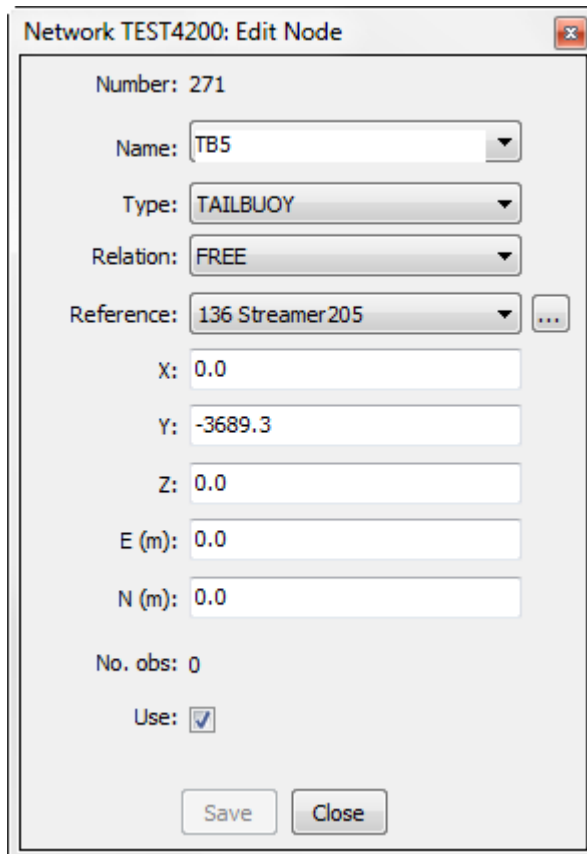 Network TEST4200: Edit Node
Number: 271
Name: TB5
Type: TAILBUOY
Relation: FREE
Reference: 136 Streamer205 ...
X: 0.0
Y: -3689.3
Z: 0.0
E (m): 0.0
N (m): 0.0
No. obs: 0
Use:
Save Close